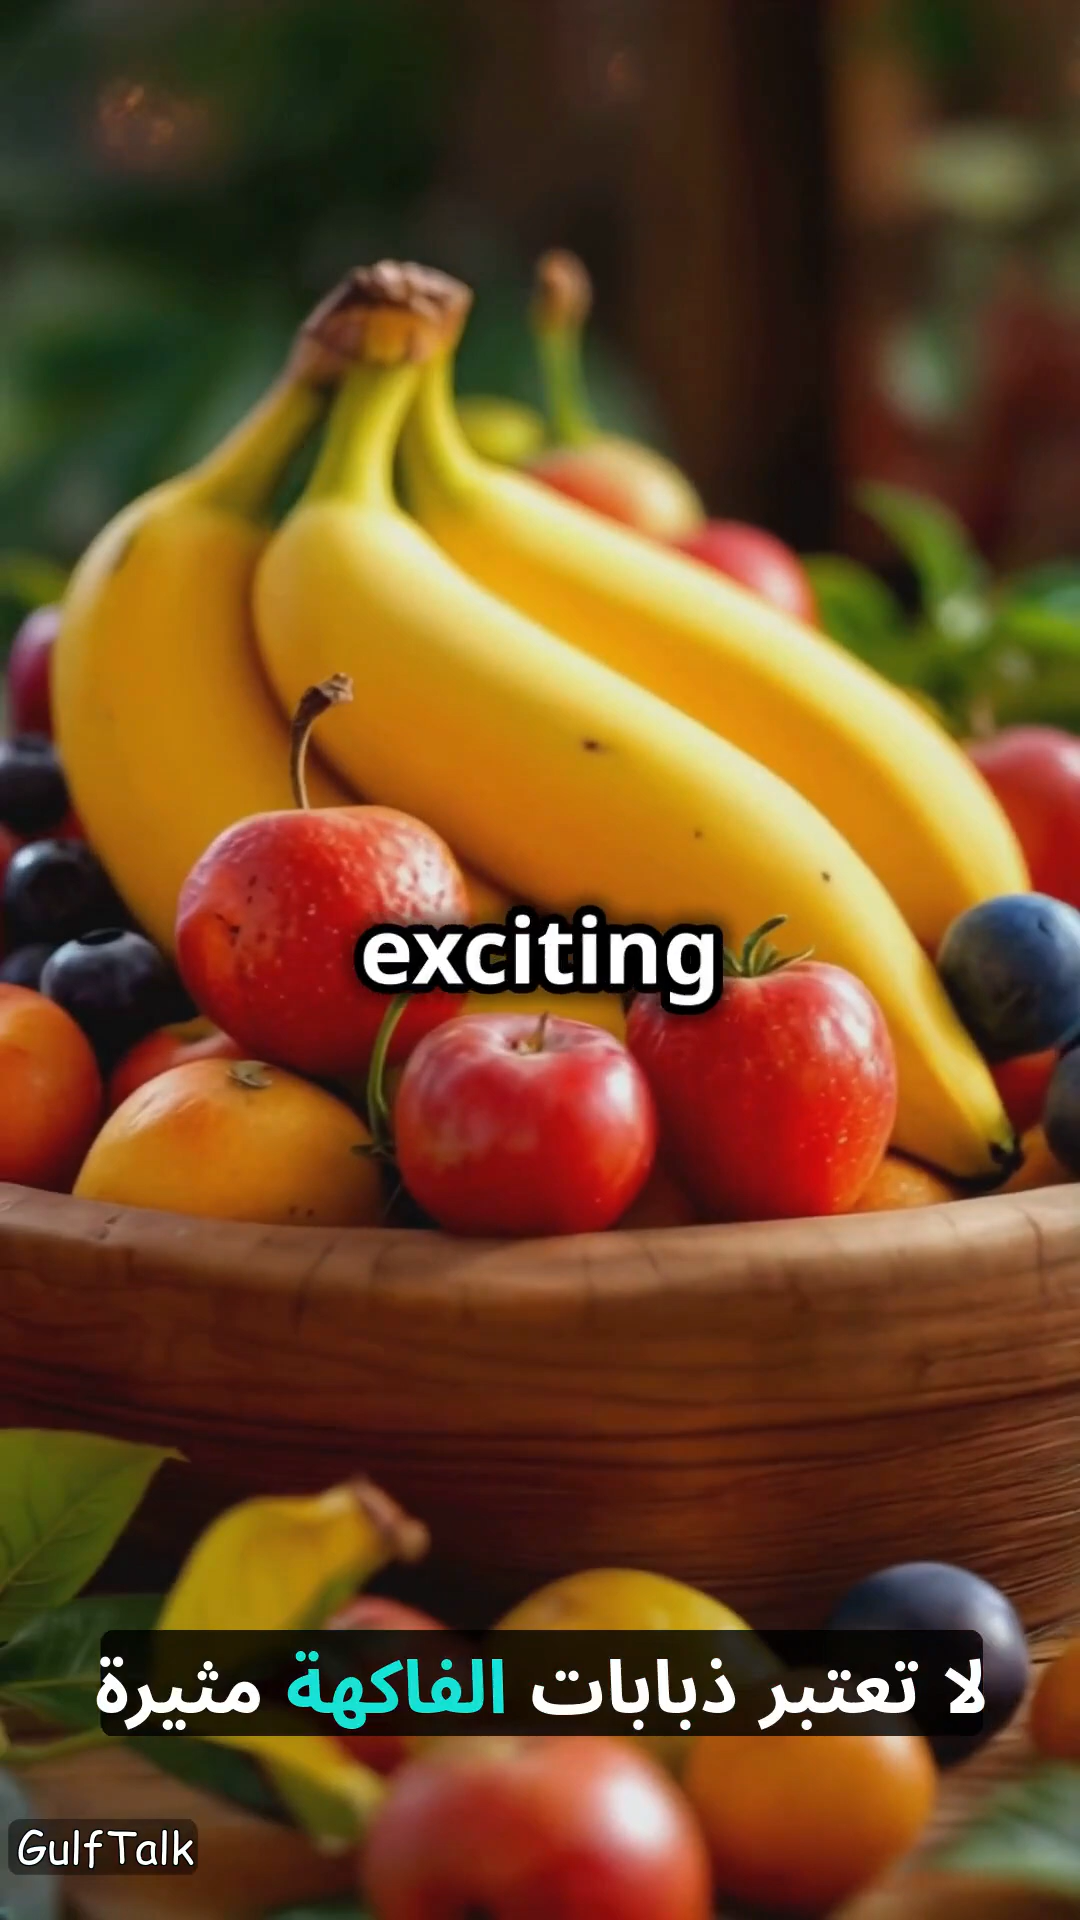 exciting
لا تعتبر ذبابات الفاكهة مثيرة
GulfTalk